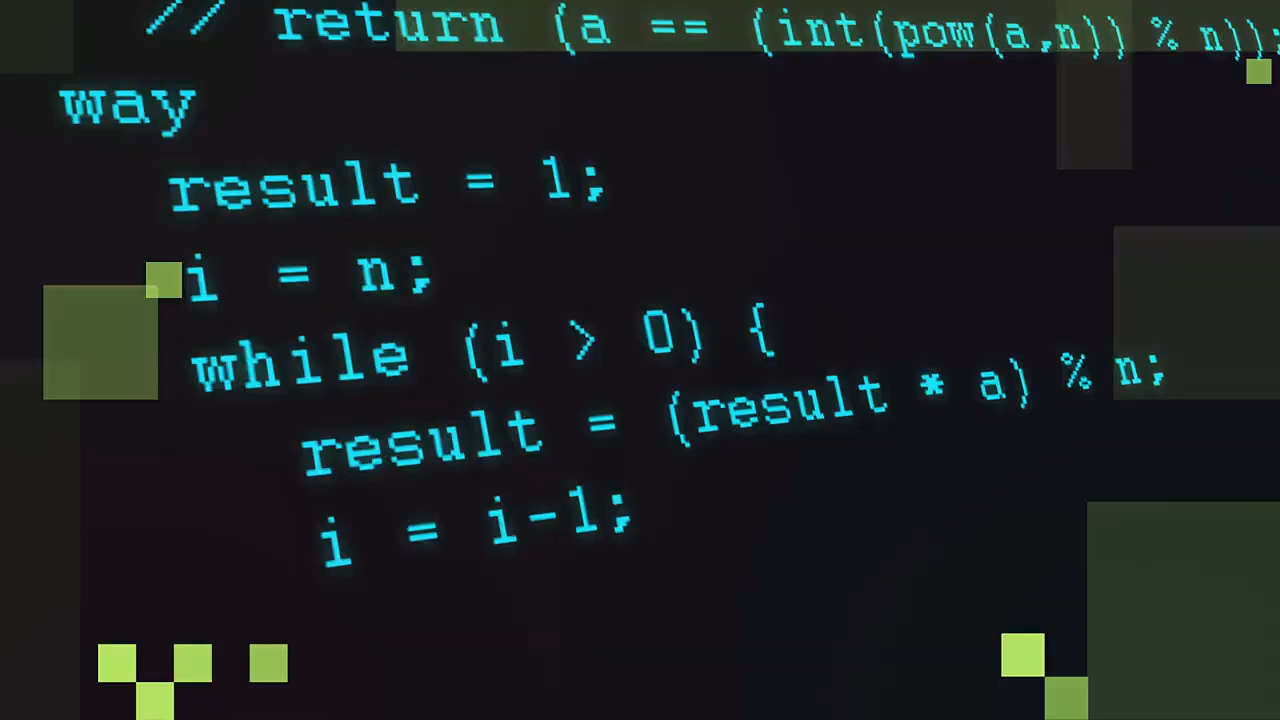 // return (a == (int(pow(a,n)) % n));
way
result = 1;
i = n;
while (i > 0) {
result = (result * a) % n;
i = i-1;